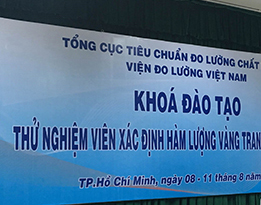 TỔNG CỤC TIÊU CHUẨN ĐO LƯỜNG CHẤT
VIỆN ĐO LƯỜNG VIỆT NAM
KHOÁ ĐÀO TẠO
THỬ NGHIỆM VIÊN XÁC ĐỊNH HÀM LƯỢNG VÀNG TRAN
TP.Hồ Chí Minh, ngày 08 - 11 tháng 8 năm